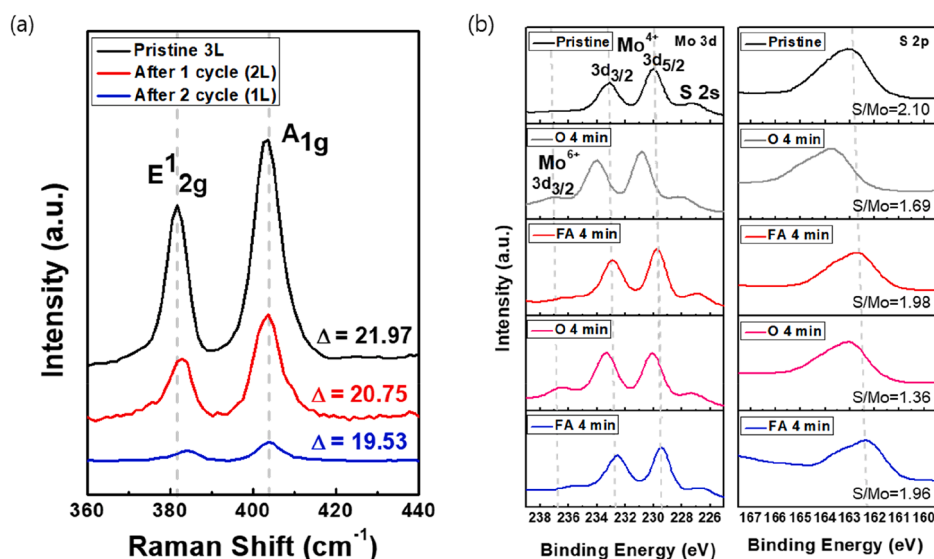 (a)
Pristine 3L
After 1 cycle (2L)
After 2 cycle (1L)
E¹₂g
A₁g
Δ = 21.97
Δ = 20.75
Δ = 19.53
Intensity (a.u.)
360 380 400 420 440
Raman Shift (cm⁻¹)
(b)
Pristine
Mo⁴⁺
Mo 3d
3d₃/₂
3d₅/₂
S 2s
O 4 min
Mo⁶⁺
3d₃/₂
FA 4 min
O 4 min
FA 4 min
Intensity (a.u.)
238 236 234 232 230 228 226
Binding Energy (eV)
Pristine
S 2p
S/Mo=2.10
O 4 min
S/Mo=1.69
FA 4 min
S/Mo=1.98
O 4 min
S/Mo=1.36
FA 4 min
S/Mo=1.96
167 166 165 164 163 162 161 160
Binding Energy (eV)